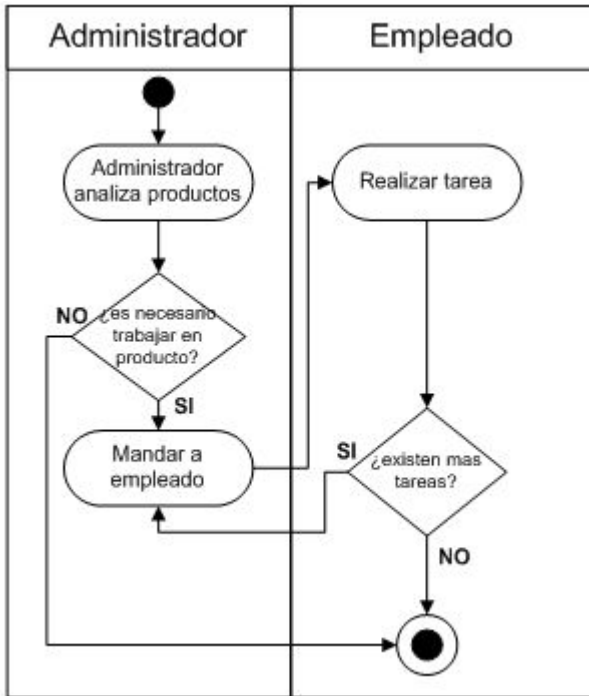 Administrador
Empleado
Administrador
analiza productos
Realizar tarea
NO
¿es necesario
trabajar en
producto?
SI
Mandar a
empleado
SI
¿existen mas
tareas?
NO